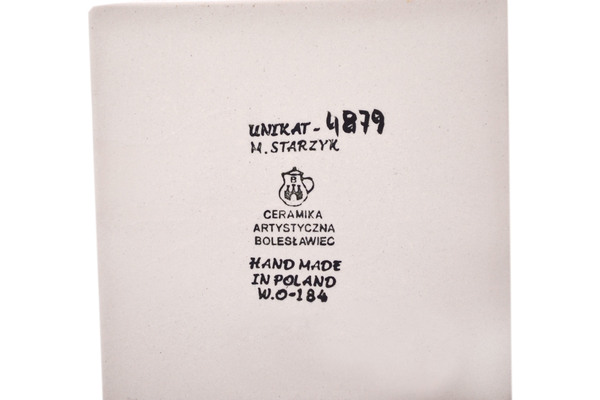 UNIKAT-4879
M. STARZYK
B
CERAMIKA
ARTYSTYCZNA
BOLESŁAWIEC
HAND MADE
IN POLAND
W.O-184